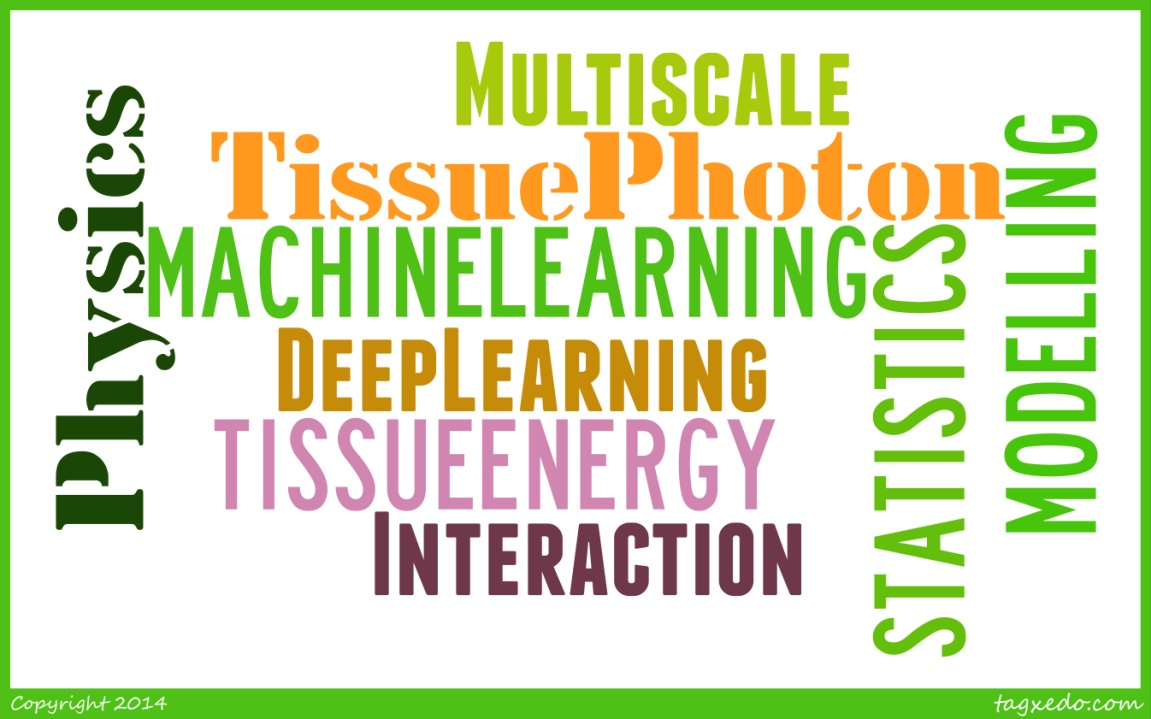 Physics
MULTISCALE
TissuePhoton
MACHINELEARNING
DEEPLEARNING
TISSUEENERGY
INTERACTION
STATISTICS
MODELLING
Copyright 2014
tagxedo.com